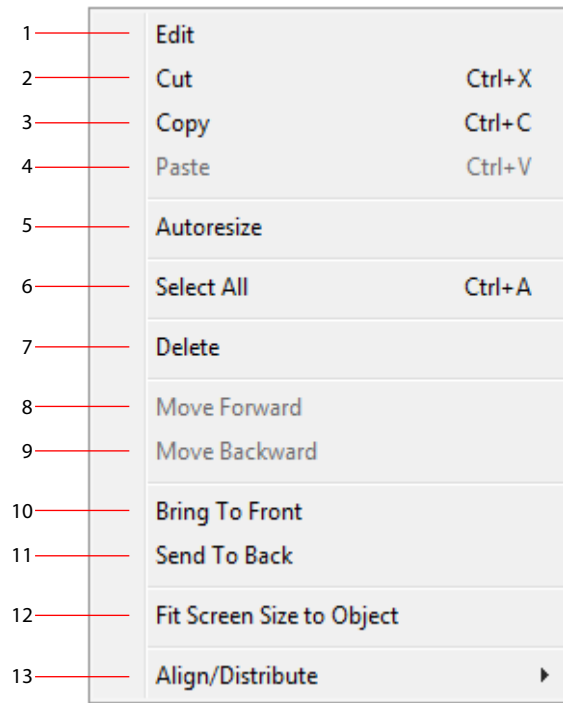 1 Edit
2 Cut Ctrl+X
3 Copy Ctrl+C
4 Paste Ctrl+V
5 Autoresize
6 Select All Ctrl+A
7 Delete
8 Move Forward
9 Move Backward
10 Bring To Front
11 Send To Back
12 Fit Screen Size to Object
13 Align/Distribute